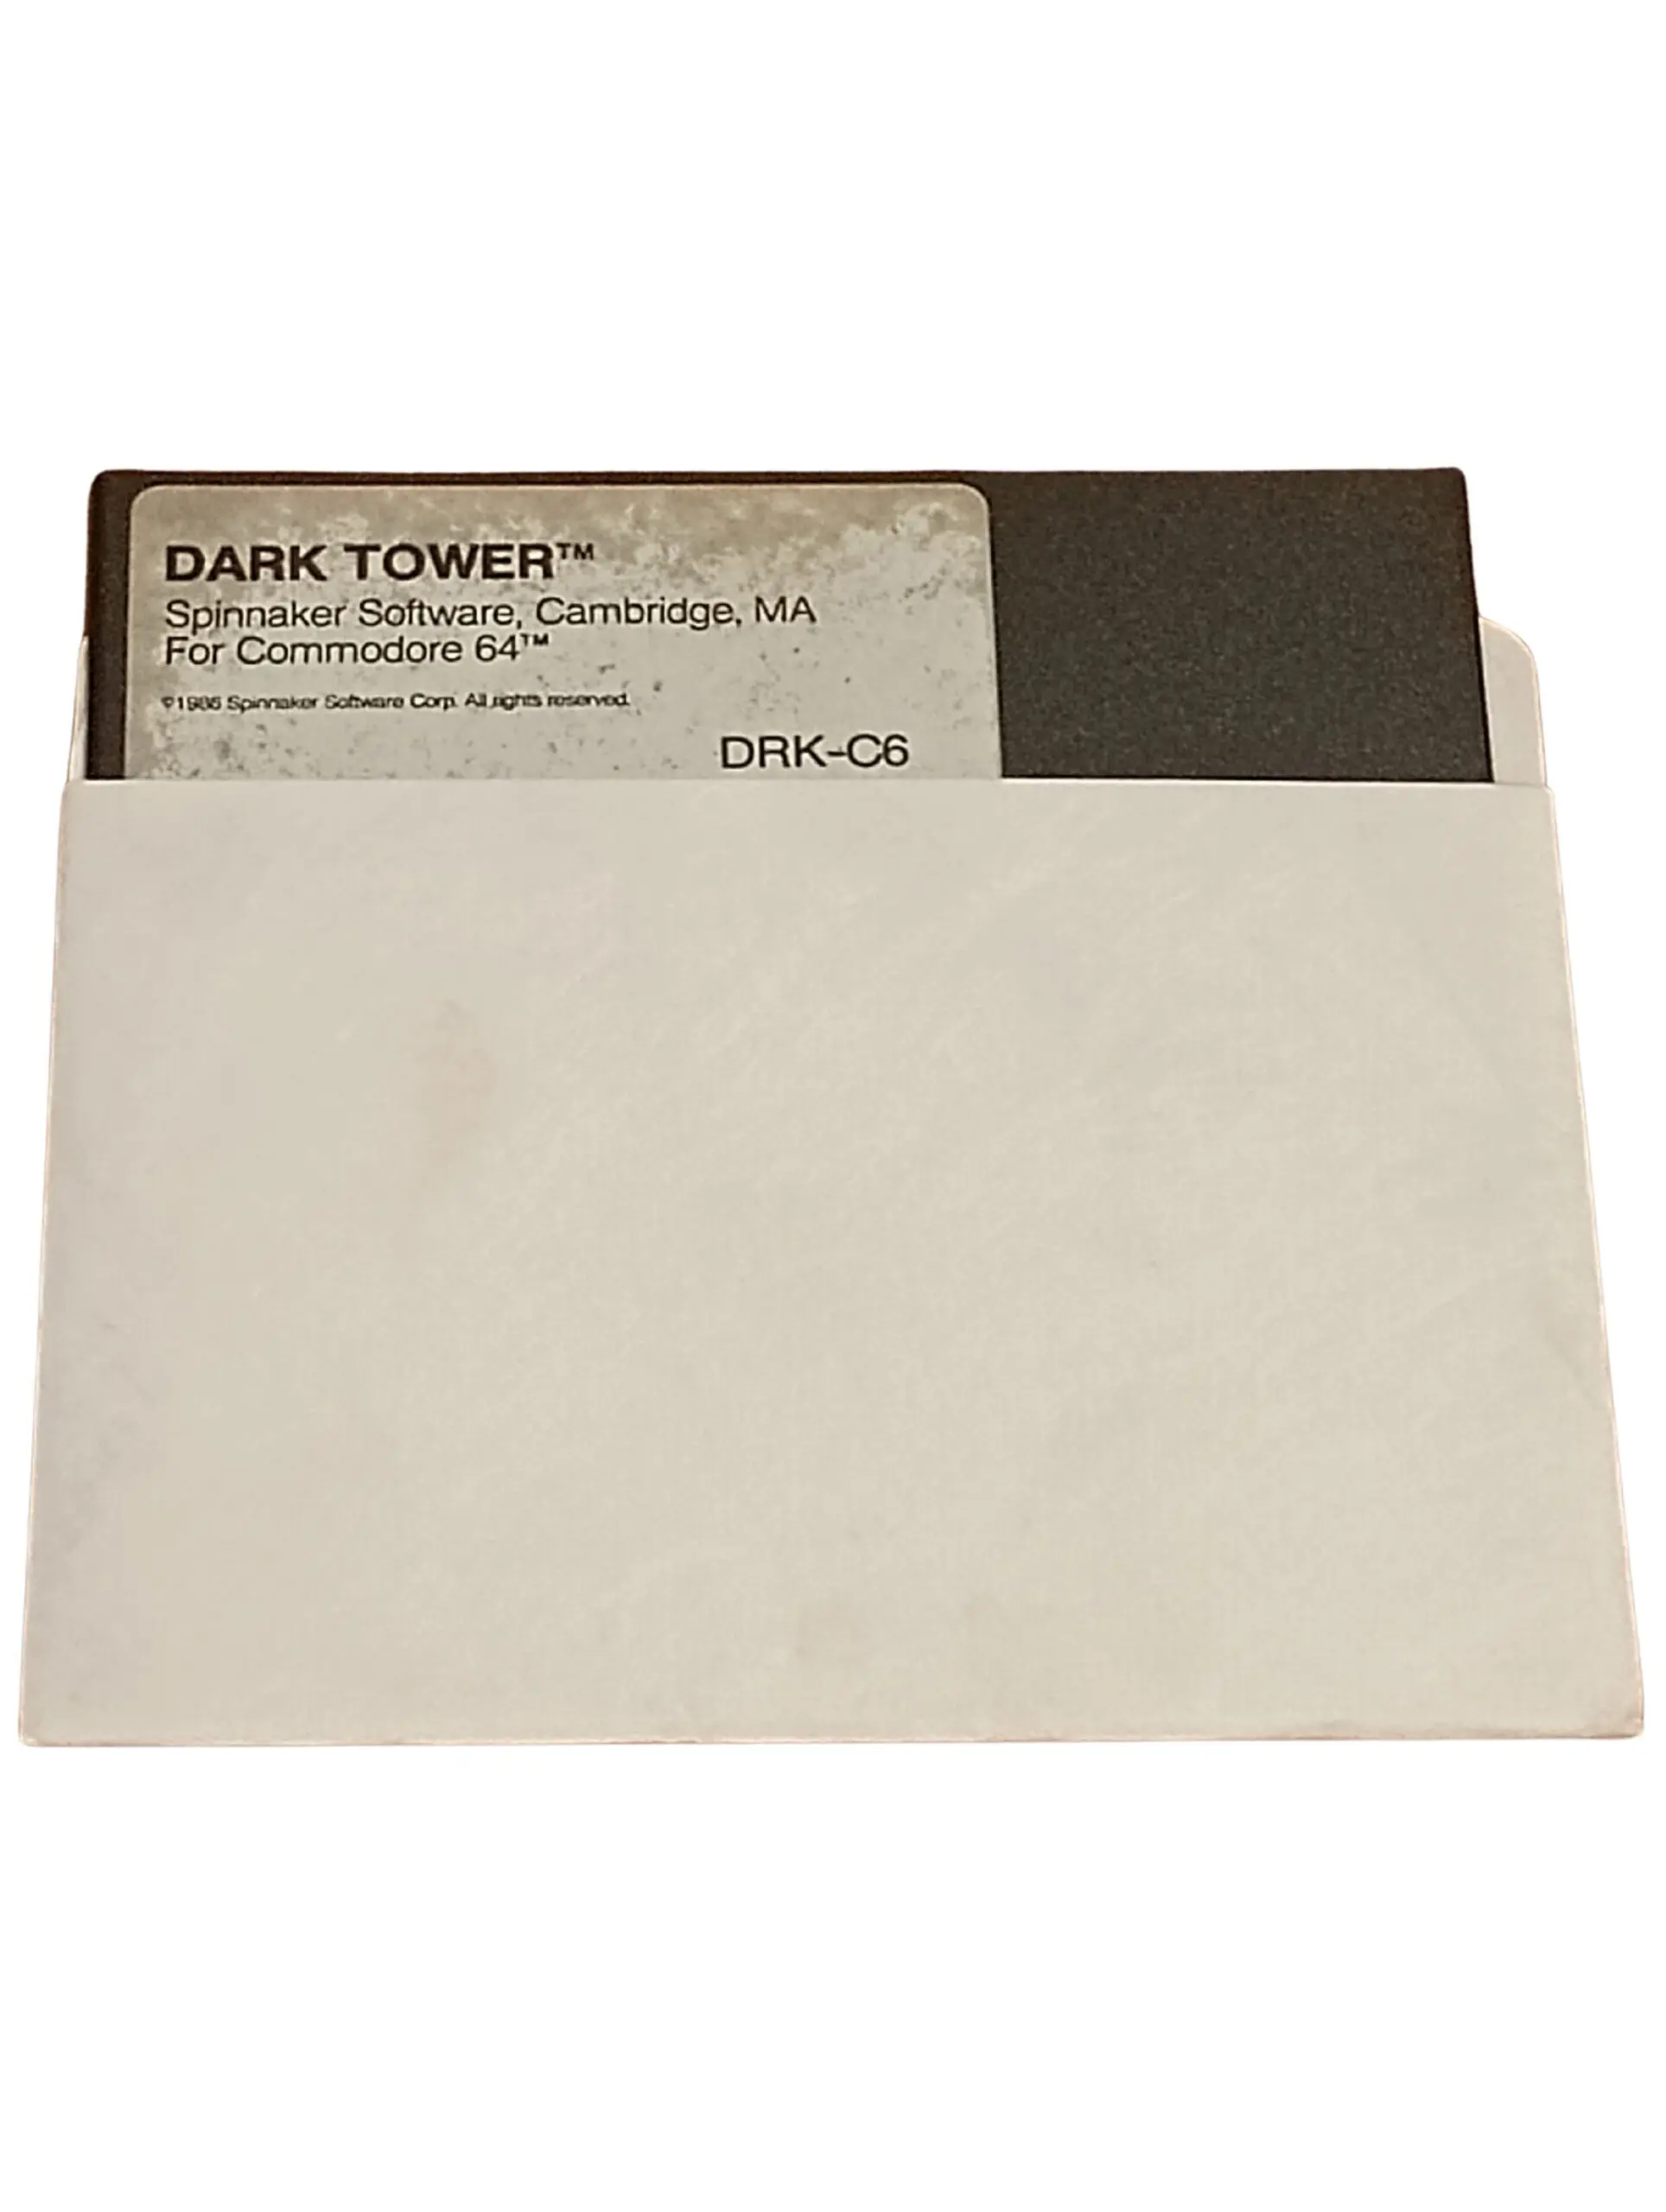 DARK TOWER™
Spinnaker Software, Cambridge, MA
For Commodore 64™
©1986 Spinnaker Software Corp. All rights reserved.
DRK-C6